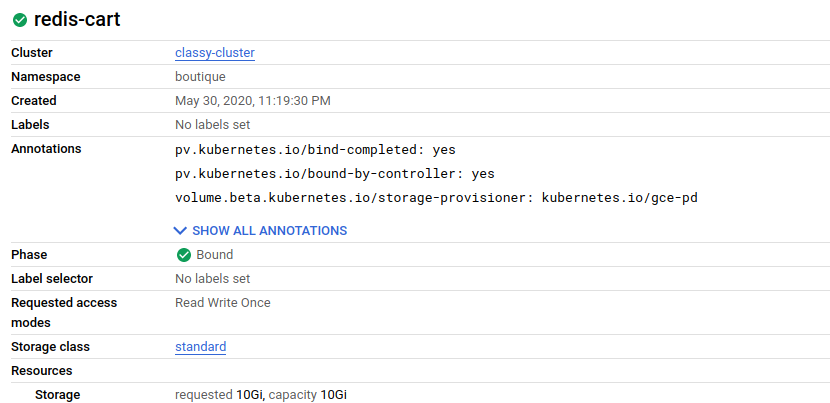 redis-cart
Cluster classy-cluster
Namespace boutique
Created May 30, 2020, 11:19:30 PM
Labels No labels set
Annotations pv.kubernetes.io/bind-completed: yes
pv.kubernetes.io/bound-by-controller: yes
volume.beta.kubernetes.io/storage-provisioner: kubernetes.io/gce-pd
SHOW ALL ANNOTATIONS
Phase Bound
Label selector No labels set
Requested access Read Write Once
modes
Storage class standard
Resources
Storage requested 10Gi, capacity 10Gi